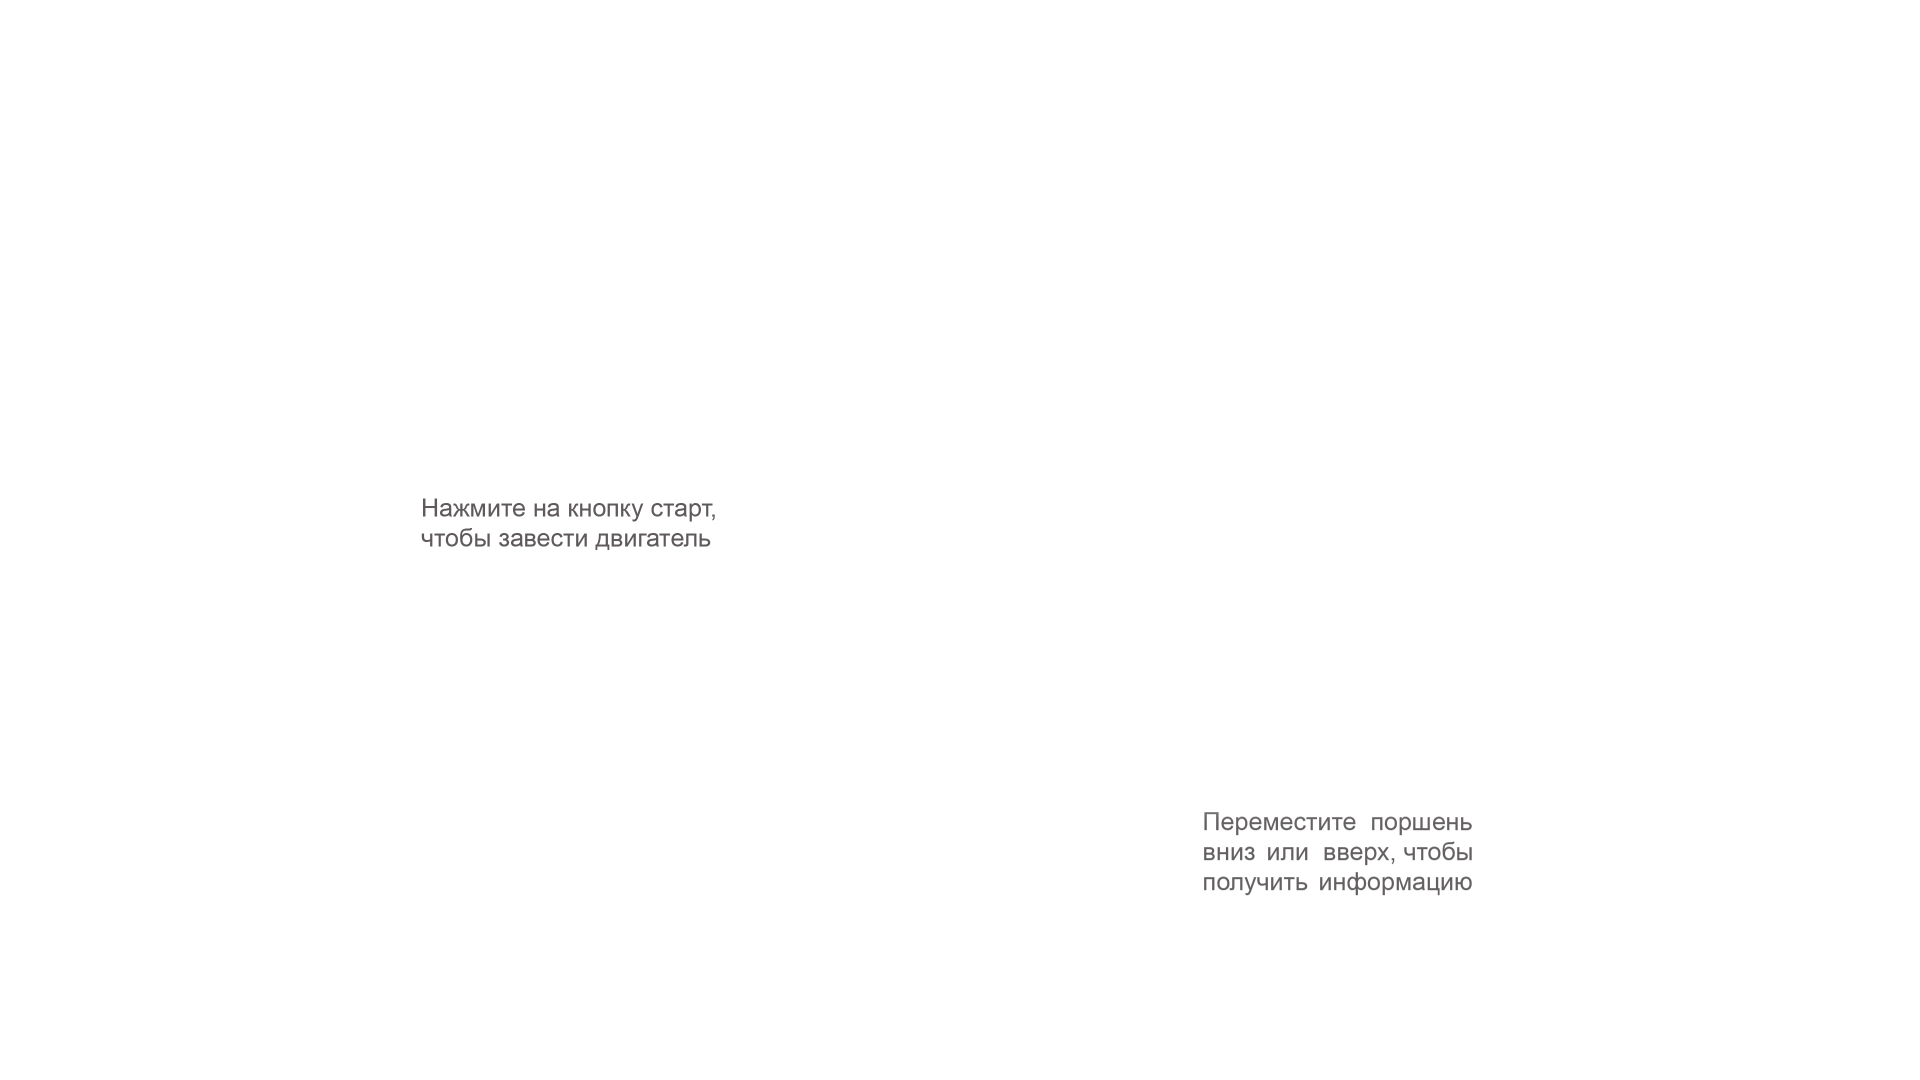 Нажмите на кнопку старт,
чтобы завести двигатель
Переместите поршень
вниз или вверх, чтобы
получить информацию